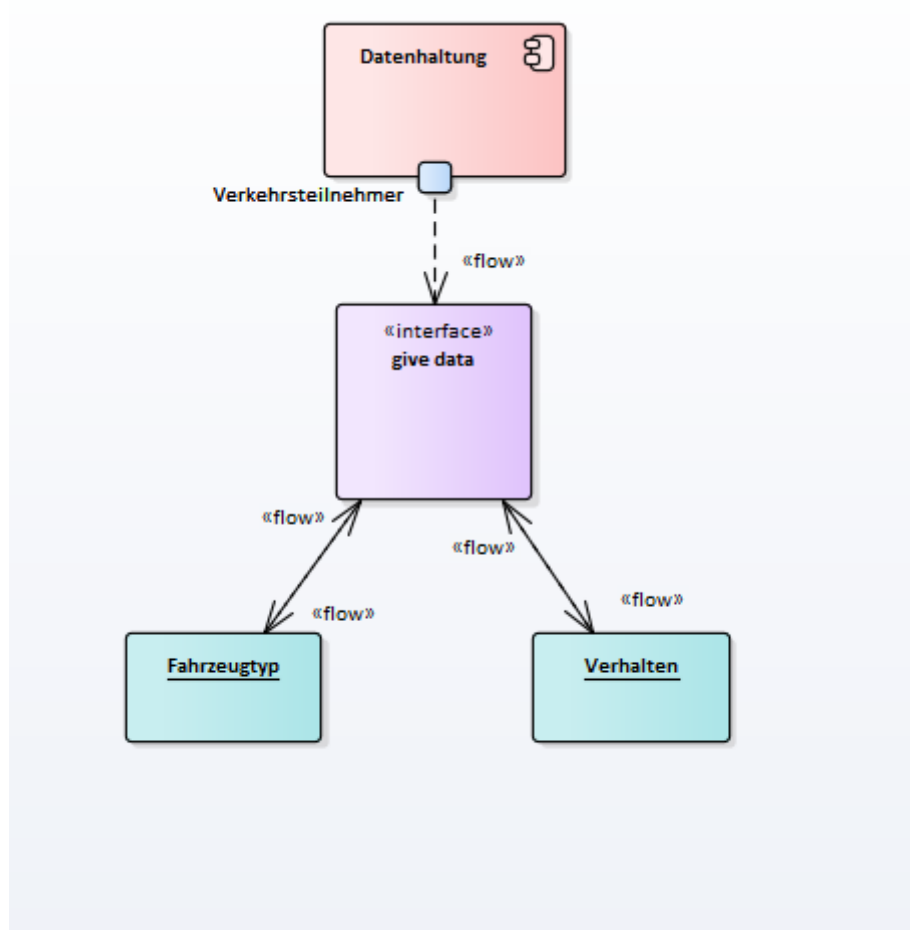 Datenhaltung
Verkehrsteilnehmer
«flow»
«interface»
give data
«flow»
«flow»
«flow»
«flow»
Fahrzeugtyp
Verhalten